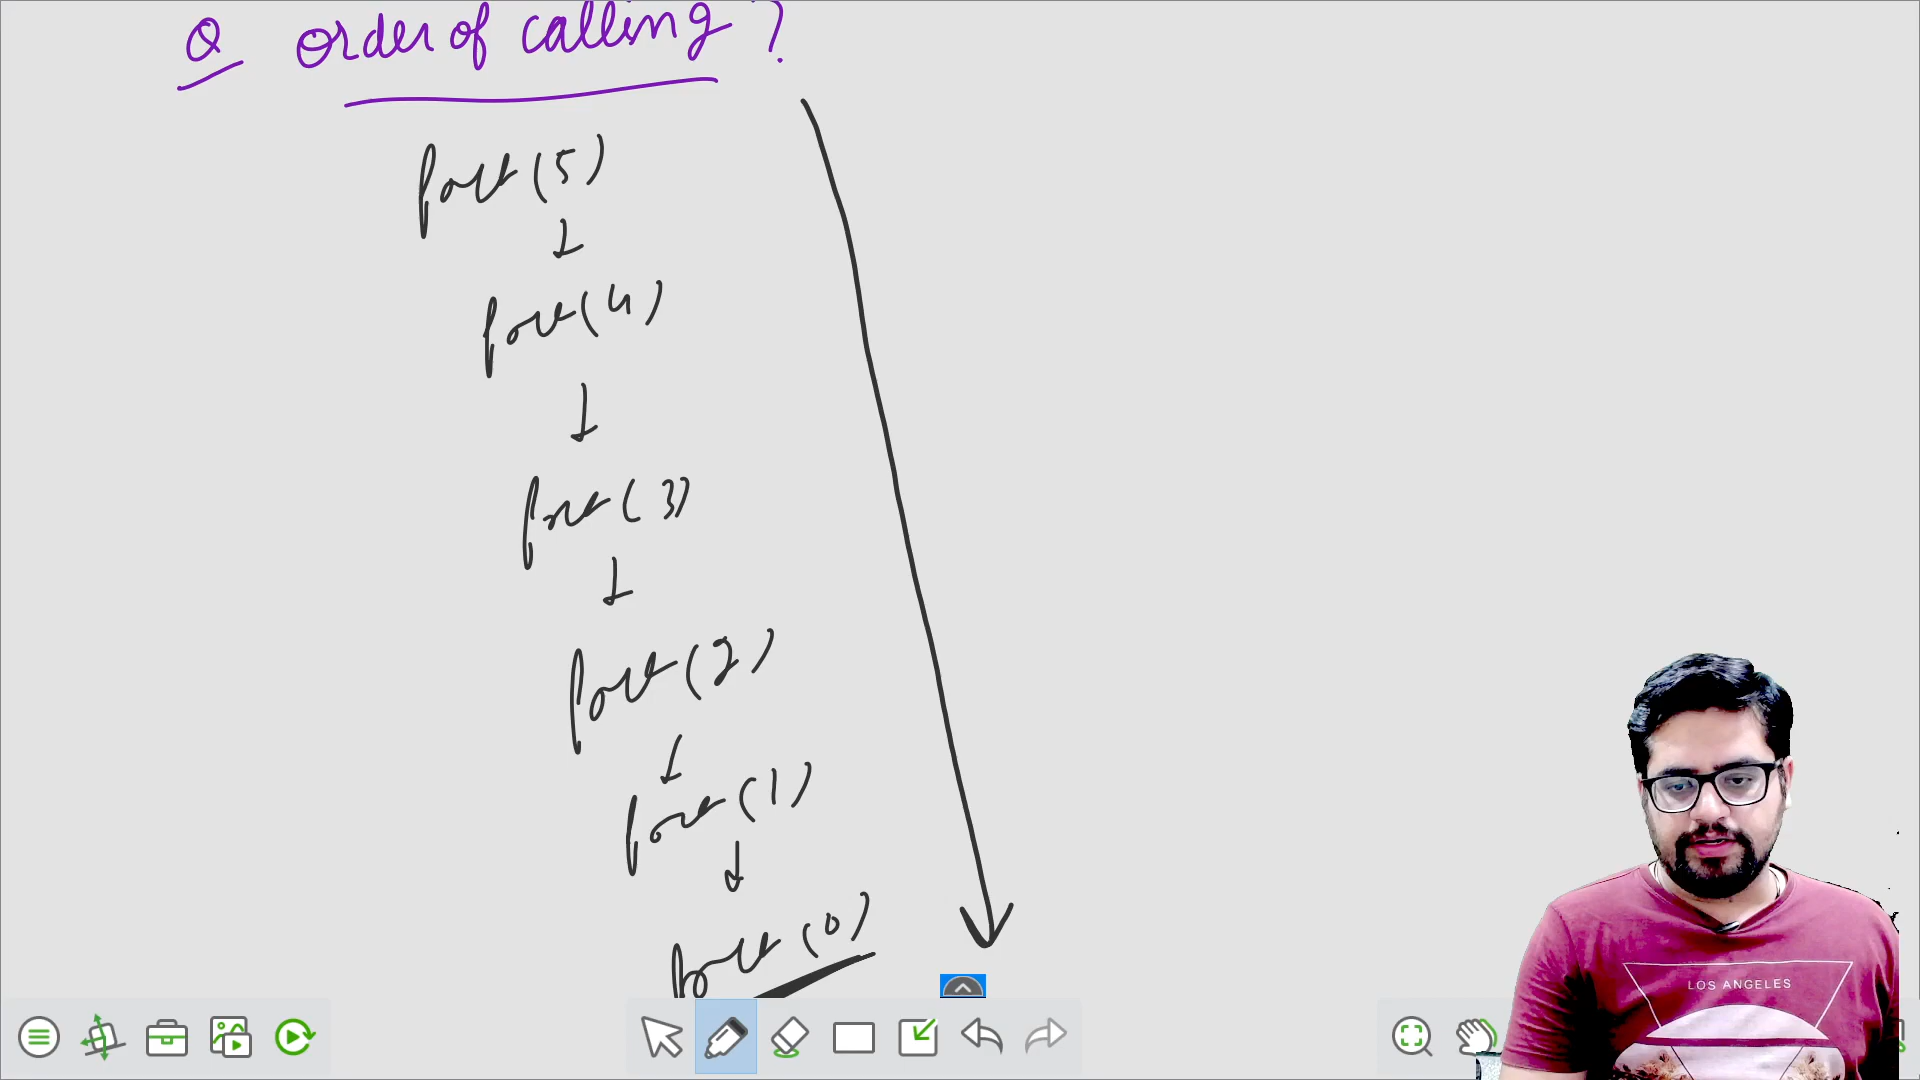 Q order of calling?
fact(5)
↓
fact(4)
↓
fact(3)
↓
fact(2)
↓
fact(1)
↓
fact(0)
LOS ANGELES